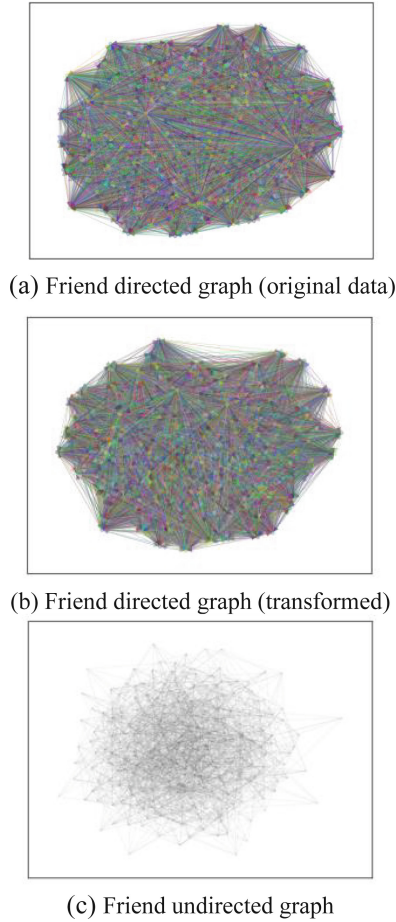 (a) Friend directed graph (original data)
(b) Friend directed graph (transformed)
(c) Friend undirected graph